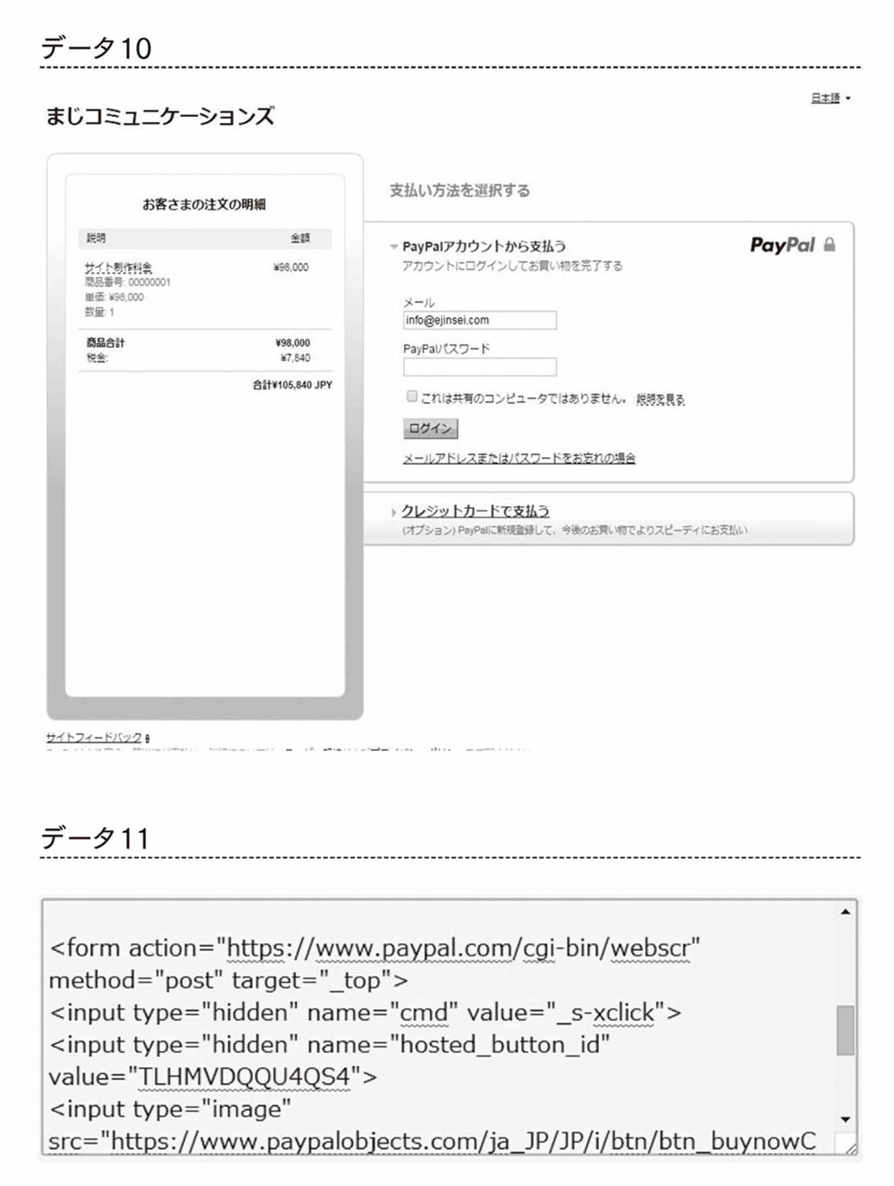 データ10
日本語
まじコミュニケーションズ
お客さまの注文の明細
説明 金額
サイト制作料金 ¥98,000
商品番号: 00000001
単価: ¥98,000
数量: 1
商品合計 ¥98,000
税金: ¥7,840
合計¥105,840 JPY
支払い方法を選択する
PayPalアカウントから支払う PayPal
アカウントにログインしてお買い物を完了する
メール
info@ejinsei.com
PayPalパスワード
これは共有のコンピュータではありません。 説明を見る
ログイン
メールアドレスまたはパスワードをお忘れの場合
クレジットカードで支払う
(オプション) PayPalに新規登録して、今後のお買い物でよりスピーディにお支払い
サイトフィードバック
データ11
<form action="https://www.paypal.com/cgi-bin/webscr"
method="post" target="_top">
<input type="hidden" name="cmd" value="_s-xclick">
<input type="hidden" name="hosted_button_id"
value="TLHMVDQQU4QS4">
<input type="image"
src="https://www.paypalobjects.com/ja_JP/JP/i/btn/btn_buynowC